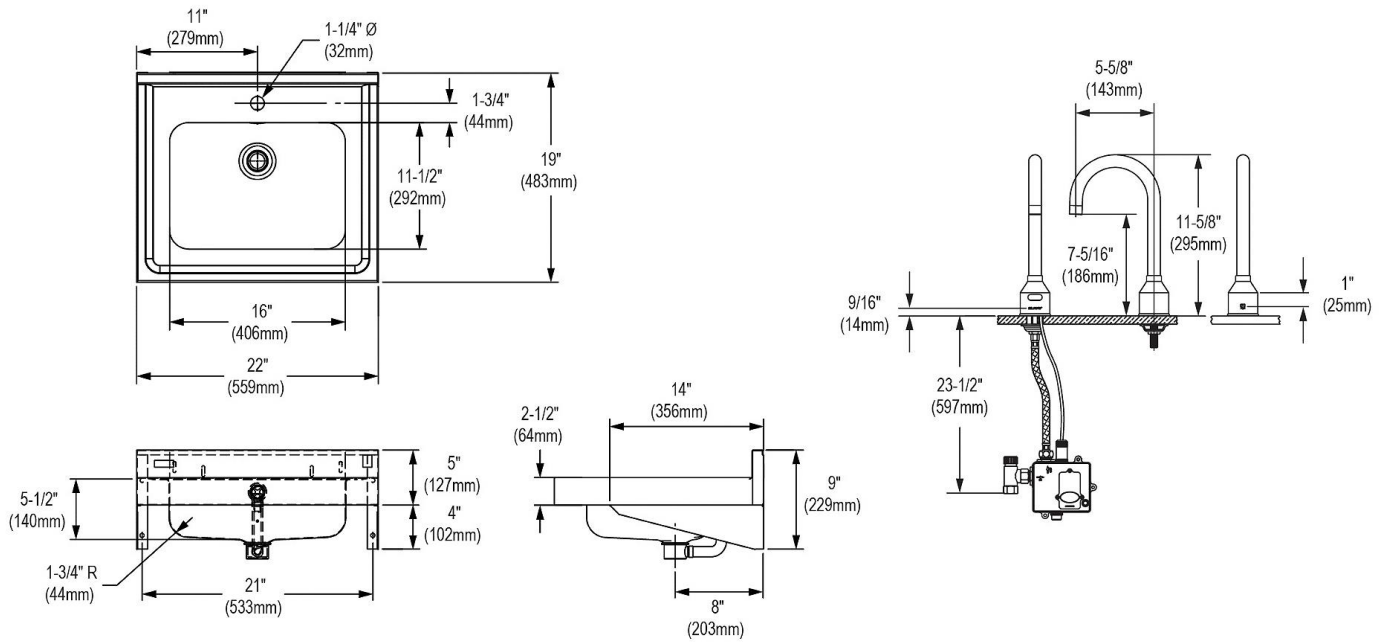 11"
(279mm)
1-1/4" Ø
(32mm)
1-3/4"
(44mm)
19"
(483mm)
11-1/2"
(292mm)
16"
(406mm)
22"
(559mm)
5-5/8"
(143mm)
11-5/8"
(295mm)
7-5/16"
(186mm)
9/16"
(14mm)
1"
(25mm)
23-1/2"
(597mm)
5"
(127mm)
4"
(102mm)
5-1/2"
(140mm)
1-3/4" R
(44mm)
21"
(533mm)
14"
(356mm)
2-1/2"
(64mm)
9"
(229mm)
8"
(203mm)